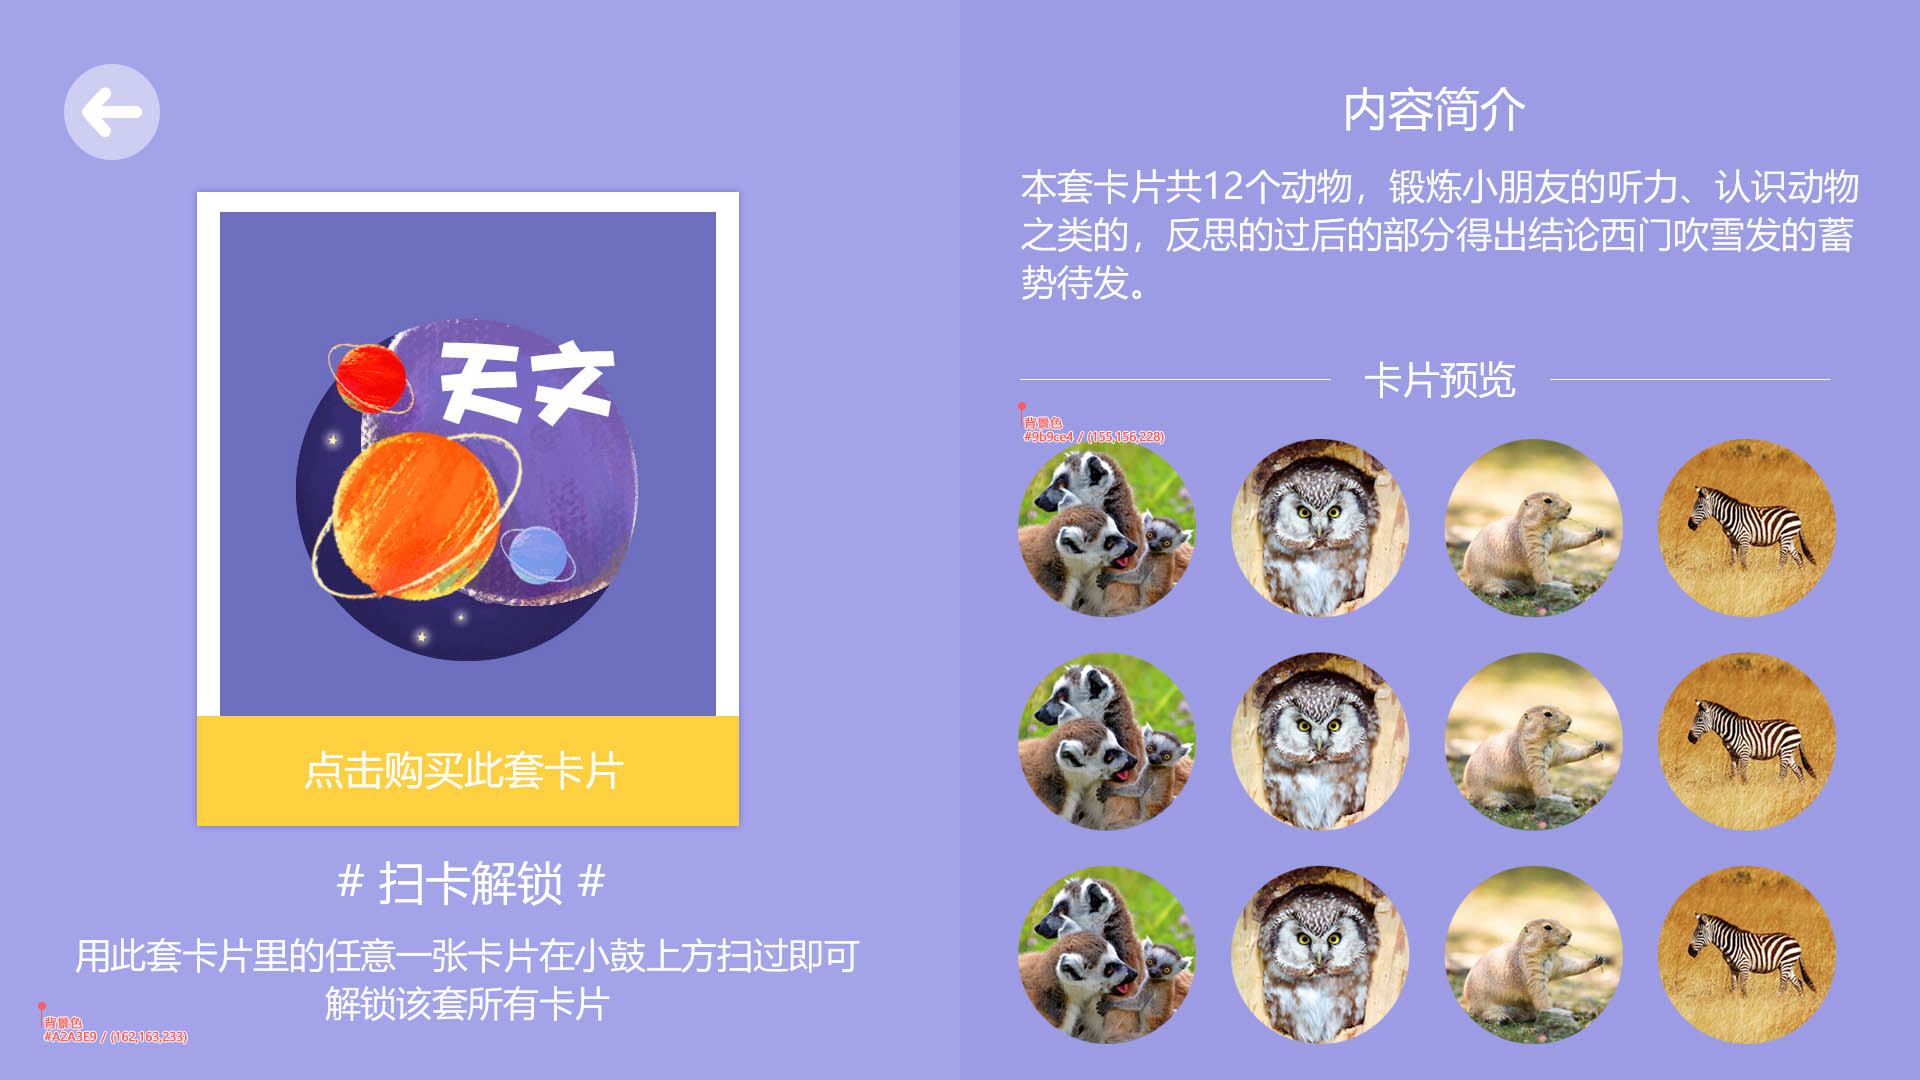 天文
点击购买此套卡片
# 扫卡解锁 #
用此套卡片里的任意一张卡片在小鼓上方扫过即可
解锁该套所有卡片
背景色
#A2A3E9 / (162,163,233)
内容简介
本套卡片共12个动物，锻炼小朋友的听力、认识动物
之类的，反思的过后的部分得出结论西门吹雪发的蓄
势待发。
卡片预览
背景色
#9b9ce4 / (155,156,228)